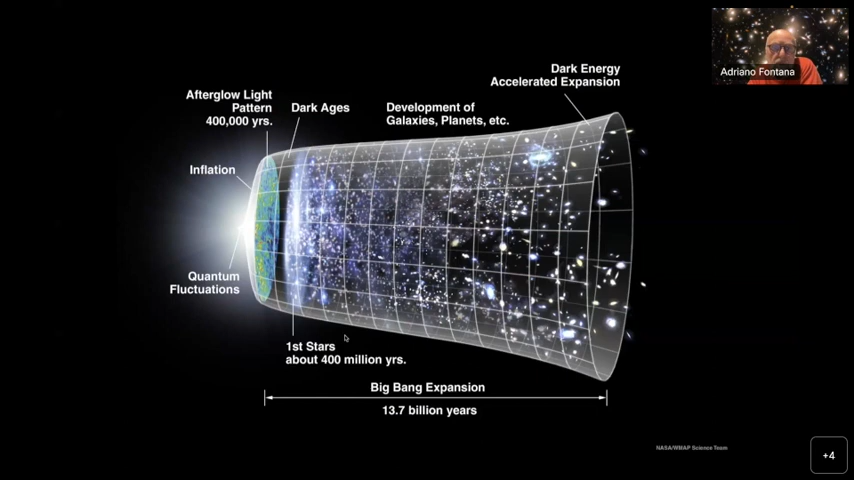 Adriano Fontana
Dark Energy
Accelerated Expansion
Afterglow Light
Pattern
400,000 yrs.
Dark Ages
Development of
Galaxies, Planets, etc.
Inflation
Quantum
Fluctuations
1st Stars
about 400 million yrs.
Big Bang Expansion
13.7 billion years
NASA/WMAP Science Team
+4